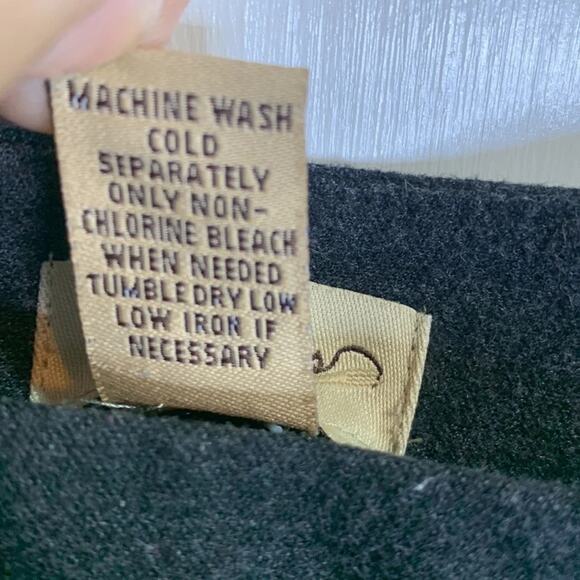 MACHINE WASH
COLD
SEPARATELY
ONLY NON-
CHLORINE BLEACH
WHEN NEEDED
TUMBLE DRY LOW
LOW IRON IF
NECESSARY